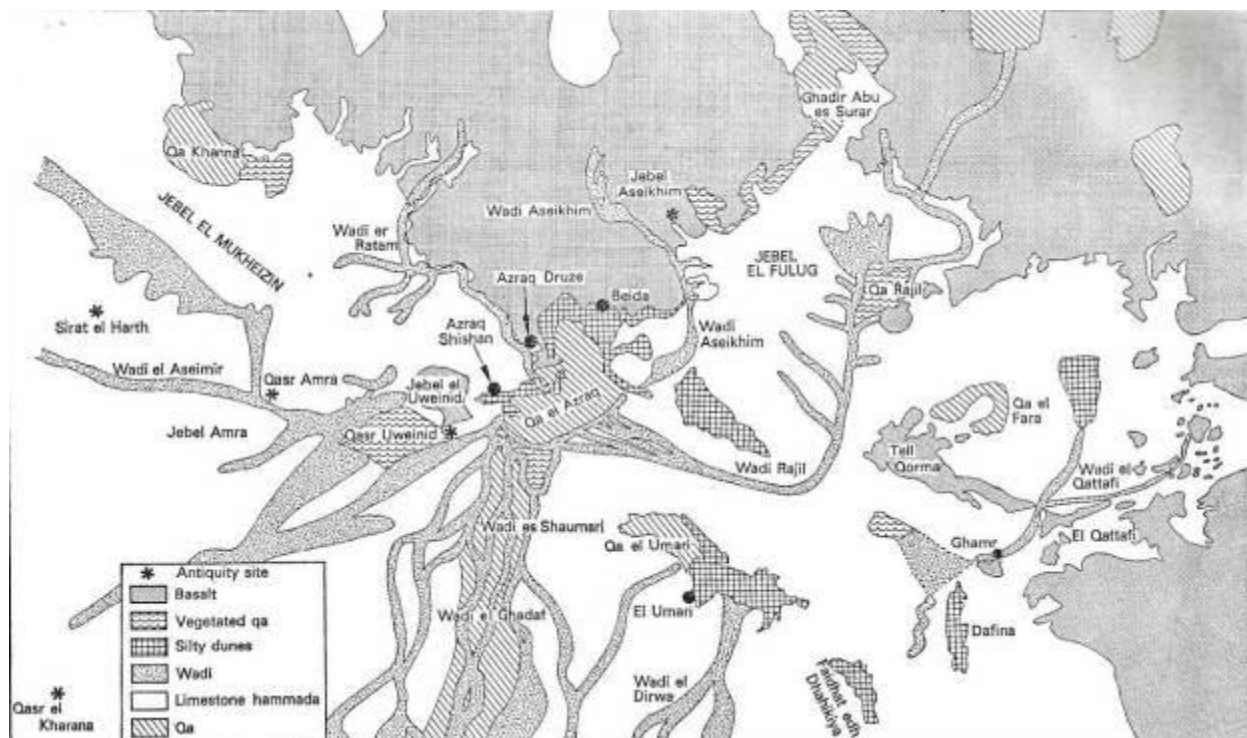 Ghadir Abu
es Surar
Qa Khanna
Jebel
Aseikhim
Wadi Aseikhim
JEBEL EL MUKHEIZIN
Wadi er
Ratam
JEBEL
EL FULUG
Azraq Druze
Beida
Qa Rajil
Sirat el Harth
Azraq
Shishan
Wadi
Aseikhim
Wadi el Aseimir
Qasr Amra
Jebel el
Uweinid
Qa el Azraq
Qa el
Fara
Jebel Amra
Qasr Uweinid
Tell
Qorma
Wadi Rajil
Wadi el
Qattafi
Wadi es Shaumari
Qa el Umari
Ghamr
El Qattafi
Antiquity site
Basalt
Vegetated qa
Silty dunes
Wadi
Limestone hammada
Qa
Wadi el Ghadat
El Umari
Dafina
Wadi el
Dirwa
Faidhat edh
Dhahikiya
Qasr el
Kharana